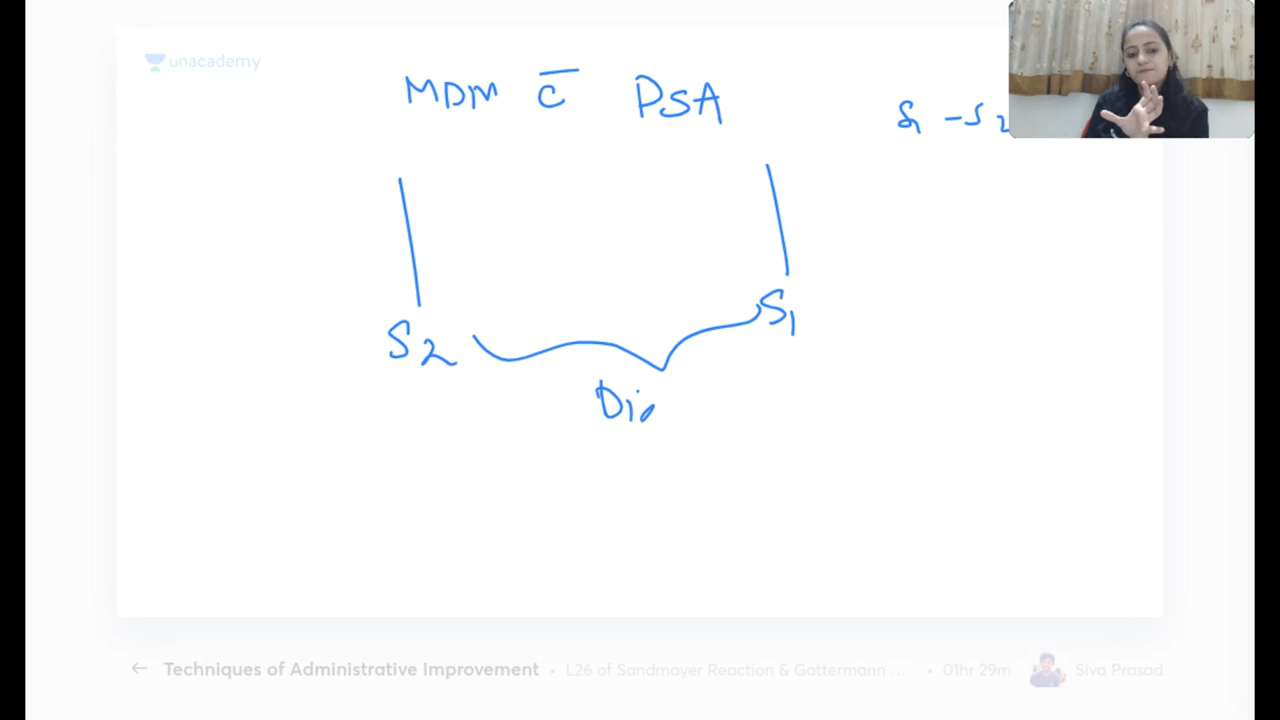 unacademy
MDM c̅ PSA
S1 - S2
S2
S1
Dia
← Techniques of Administrative Improvement • L26 of Sandmayer Reaction & Gattermann ... • 01hr 29m Siva Prasad